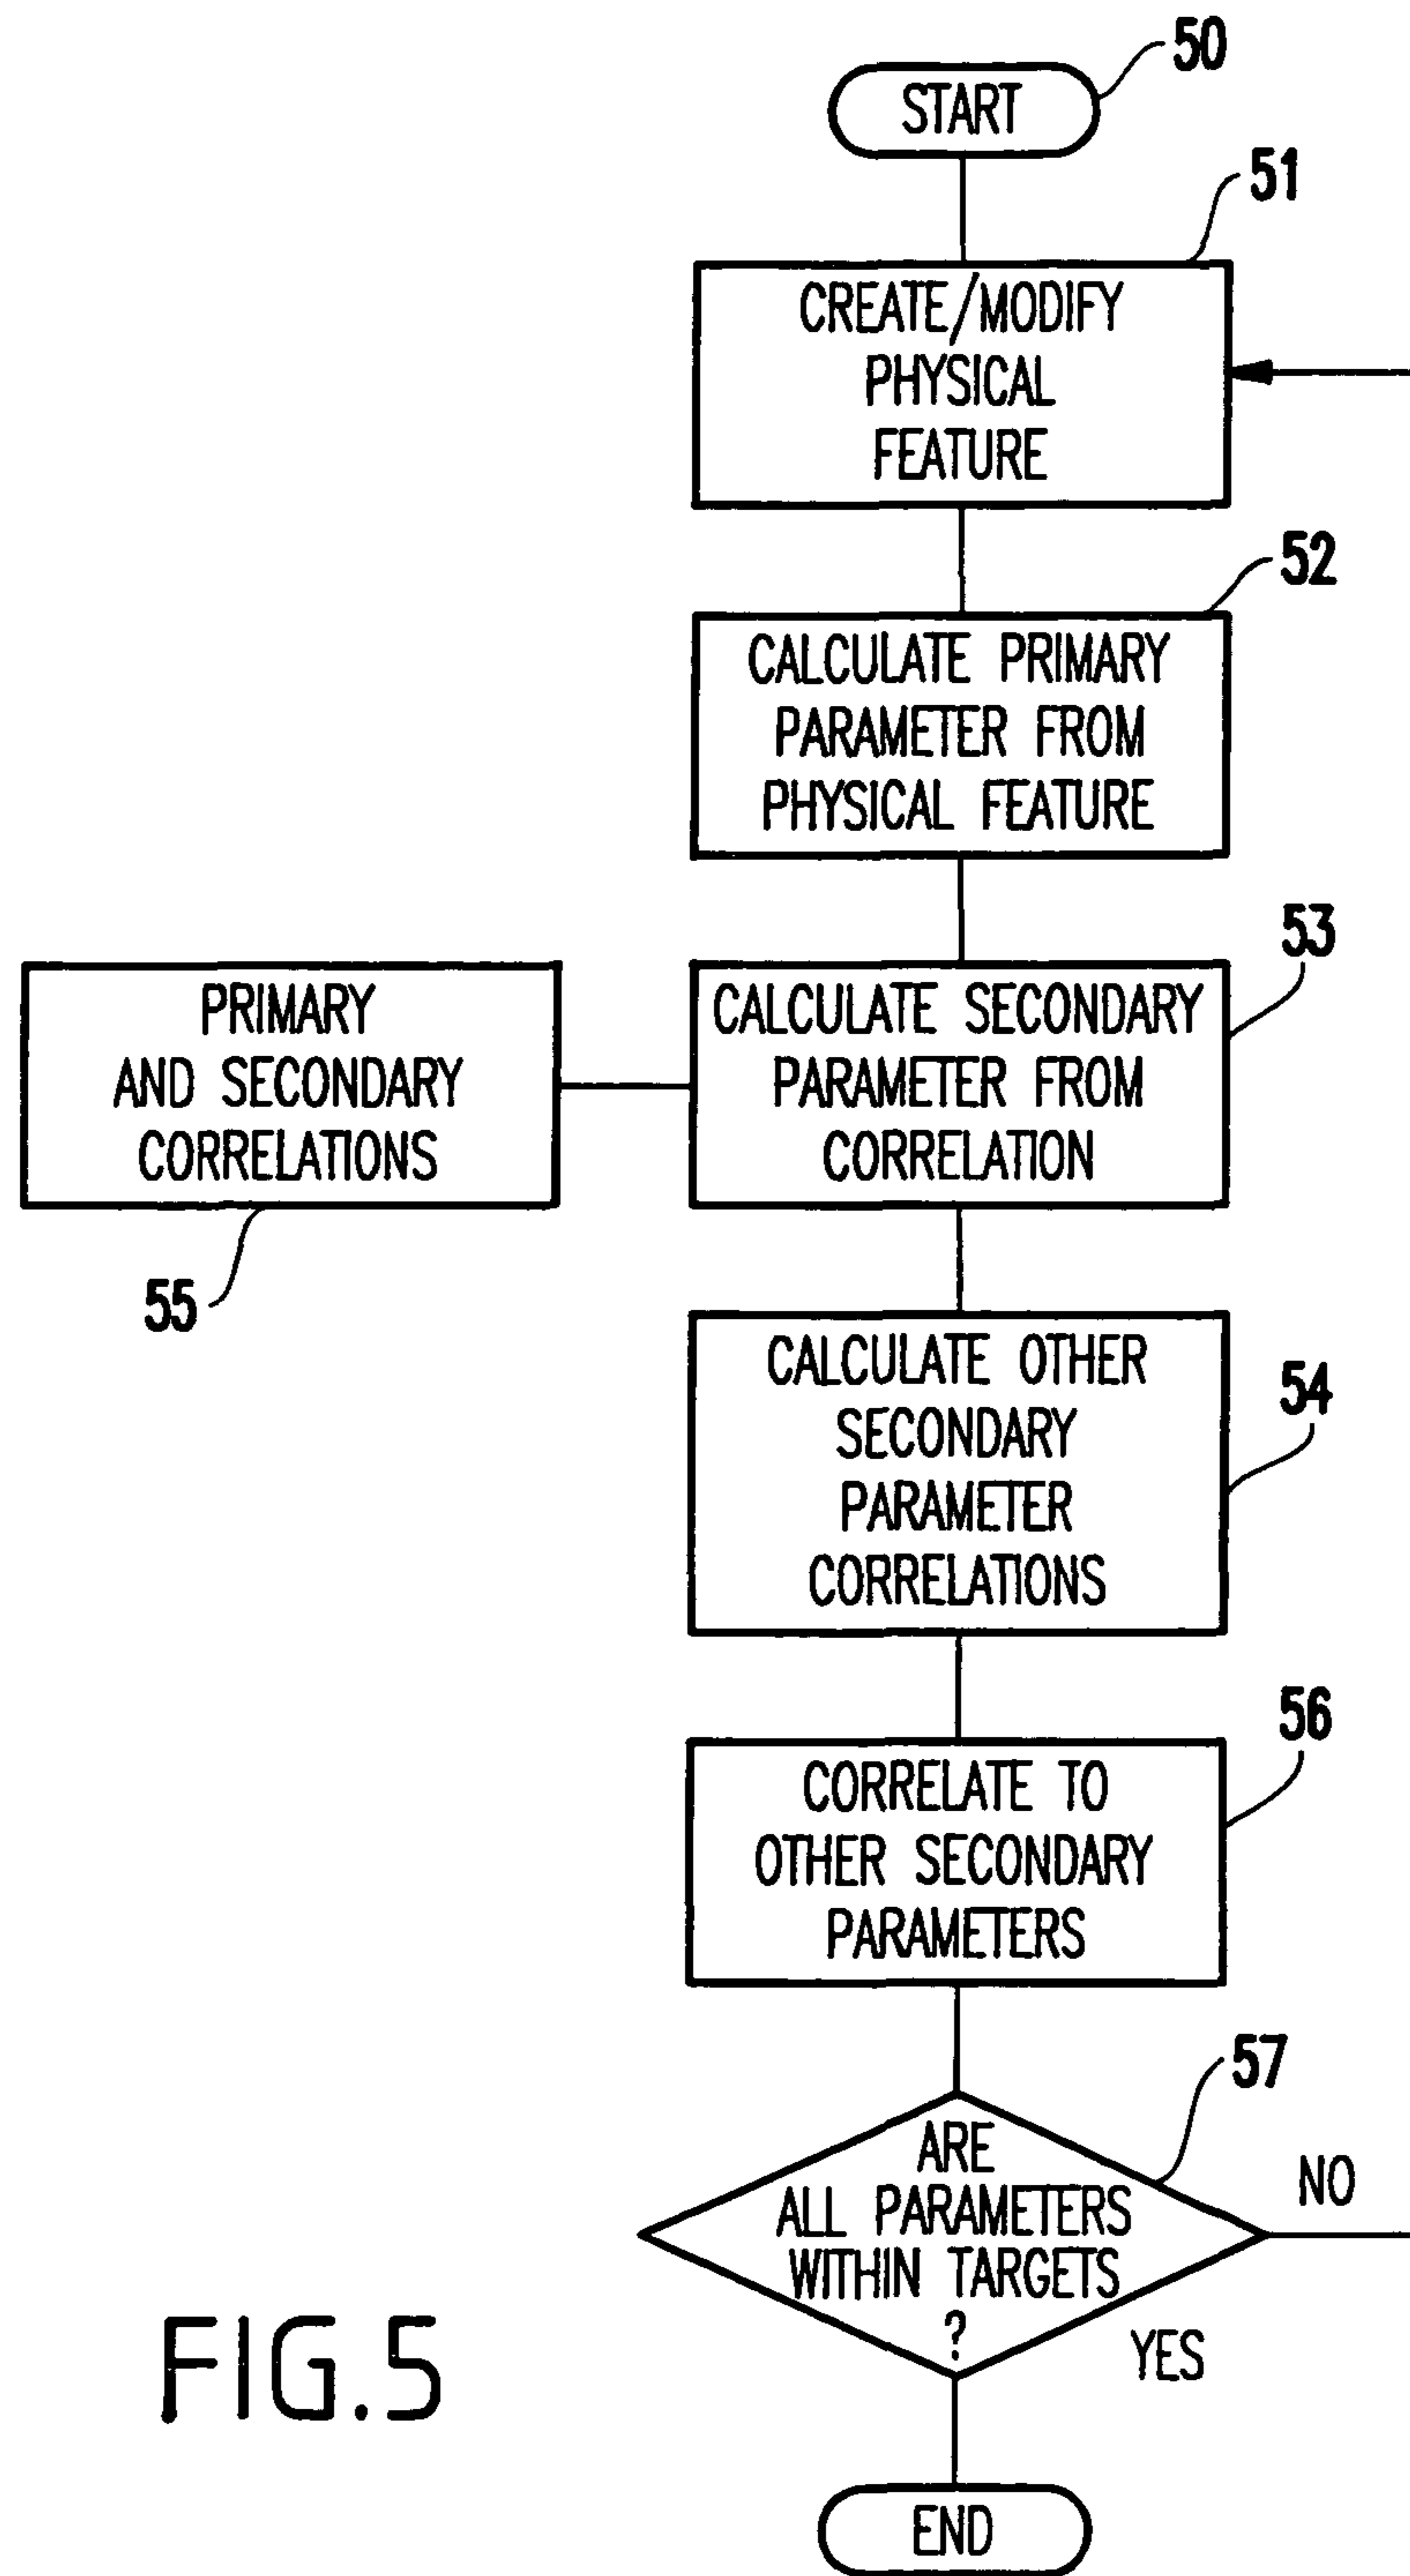 50
START
51
CREATE/MODIFY
PHYSICAL
FEATURE
52
CALCULATE PRIMARY
PARAMETER FROM
PHYSICAL FEATURE
53
PRIMARY
AND SECONDARY
CORRELATIONS
55
CALCULATE SECONDARY
PARAMETER FROM
CORRELATION
CALCULATE OTHER
SECONDARY
PARAMETER
CORRELATIONS
54
56
CORRELATE TO
OTHER SECONDARY
PARAMETERS
57
ARE
ALL PARAMETERS
WITHIN TARGETS
?
NO
YES
FIG.5
END